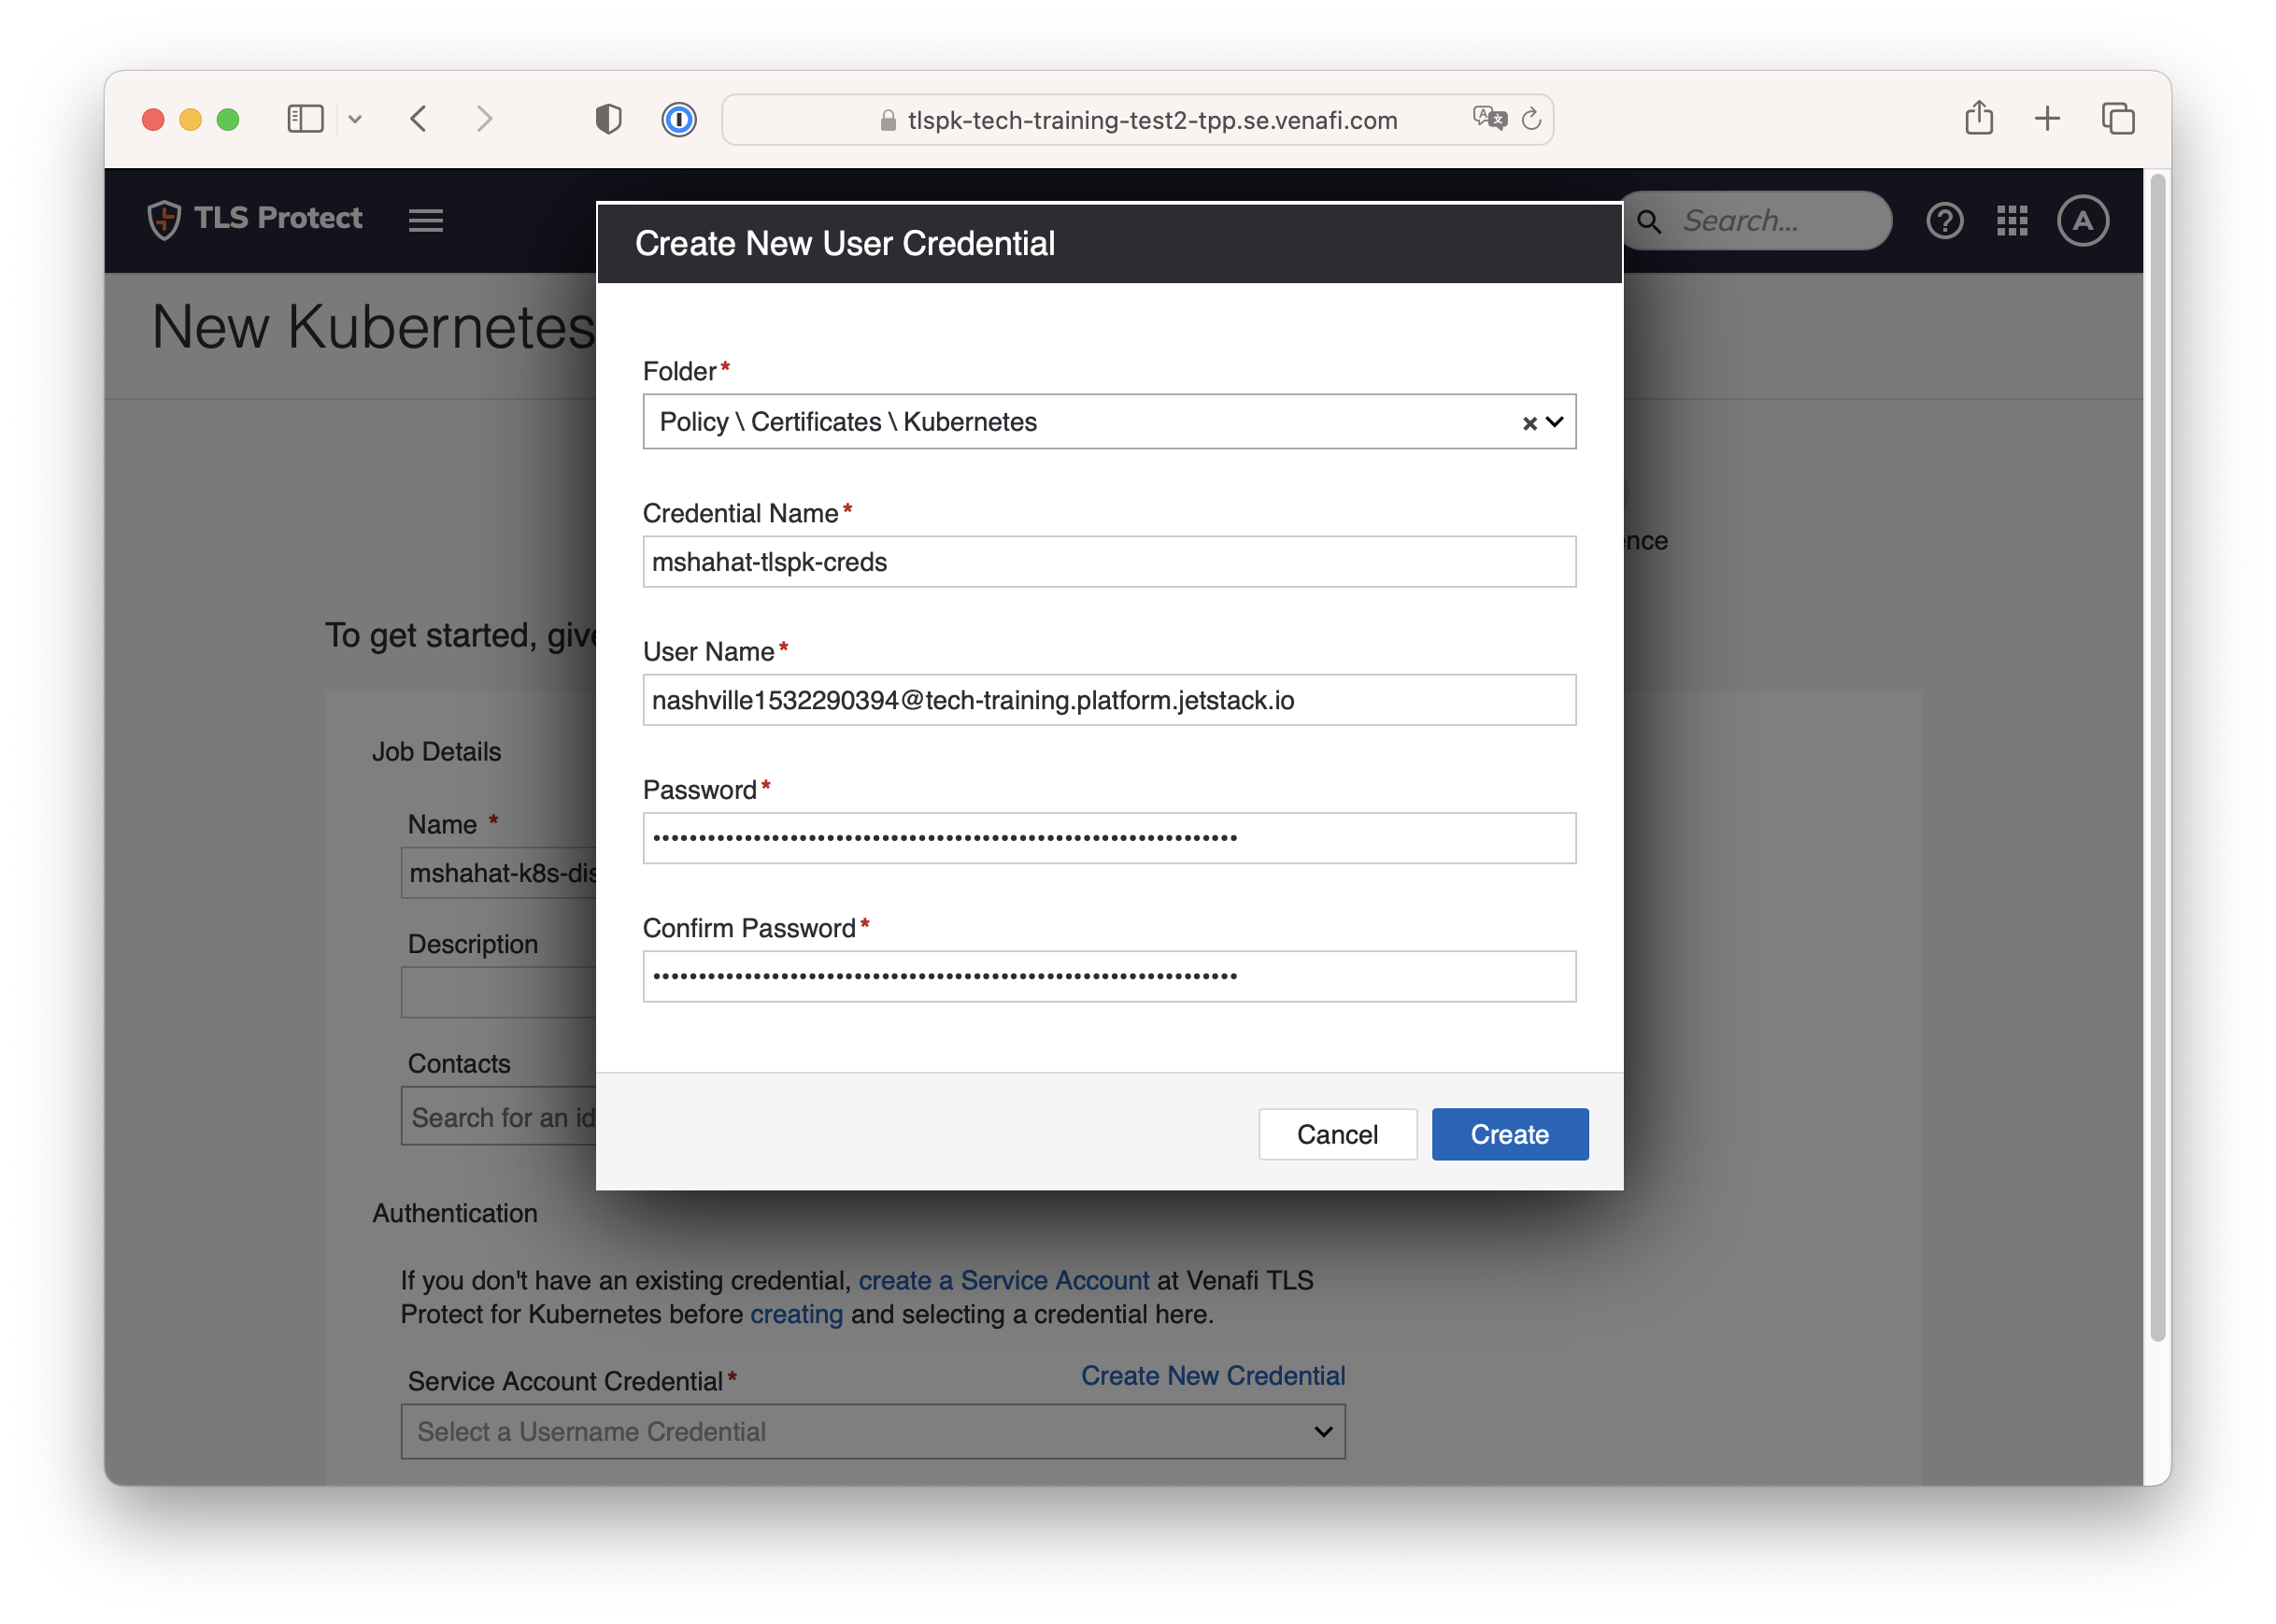 tlspk-tech-training-test2-tpp.se.venafi.com
TLS Protect
Search...
A
New Kubernetes
Create New User Credential
Folder*
Policy \ Certificates \ Kubernetes
Credential Name*
mshahat-tlspk-creds
User Name*
nashville1532290394@tech-training.platform.jetstack.io
Password*
••••••••••••••••••••••••••••••••••••••••••••••••••••••••••••••••
Confirm Password*
••••••••••••••••••••••••••••••••••••••••••••••••••••••••••••••••
Cancel
Create
nce
To get started, give
Job Details
Name *
mshahat-k8s-dis
Description
Contacts
Search for an id
Authentication
If you don't have an existing credential, create a Service Account at Venafi TLS
Protect for Kubernetes before creating and selecting a credential here.
Service Account Credential*
Create New Credential
Select a Username Credential